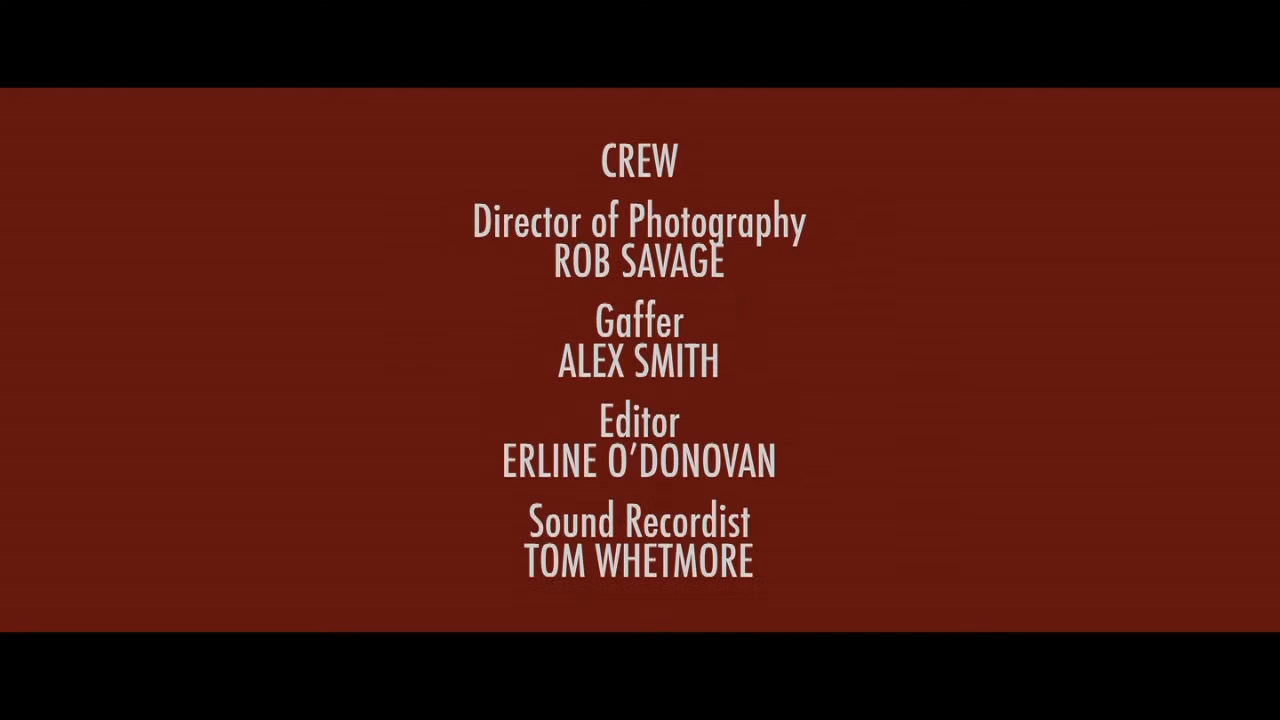 CREW
Director of Photography
ROB SAVAGE
Gaffer
ALEX SMITH
Editor
ERLINE O’DONOVAN
Sound Recordist
TOM WHETMORE